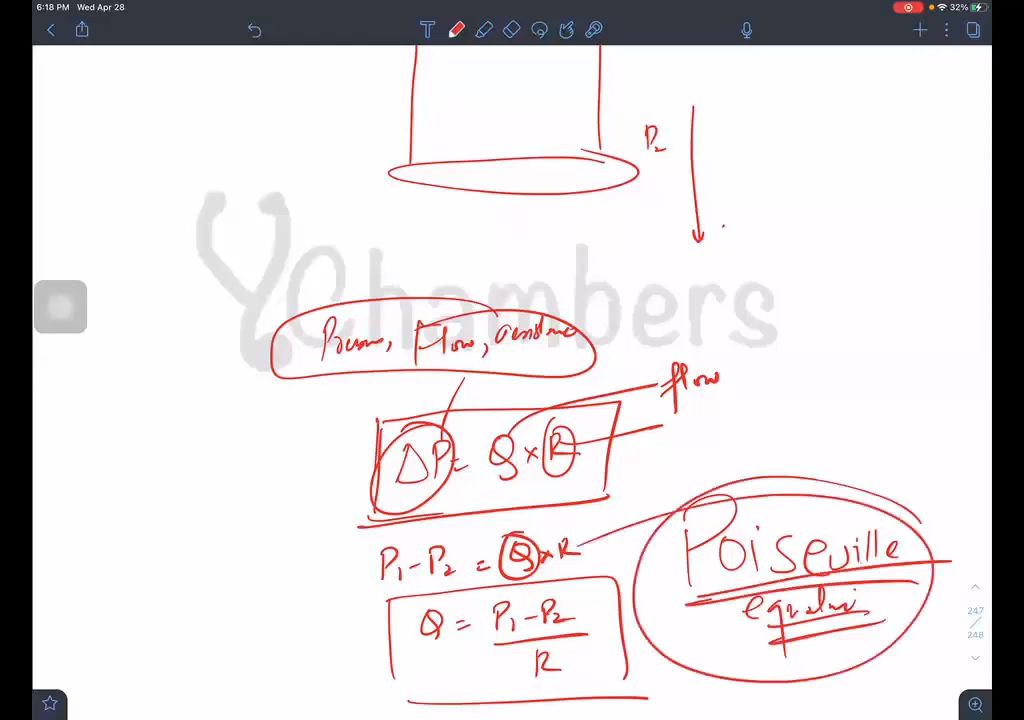 6:18 PM Wed Apr 28
32%
T
P₂
YChambers
Pressure, Flow, resistance
flow
ΔP = Q × R
P₁ - P₂ = Q × R
Poiseuille
equation
Q = P₁ - P₂
R
247
/
248